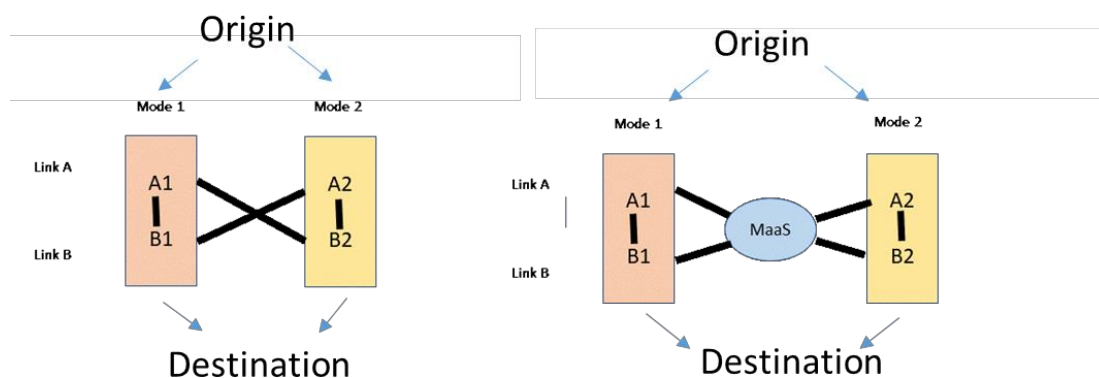 Origin
Mode 1 Mode 2
Link A
A1 A2
B1 B2
Link B
Destination
Origin
Mode 1 Mode 2
Link A
A1 A2
MaaS
B1 B2
Link B
Destination